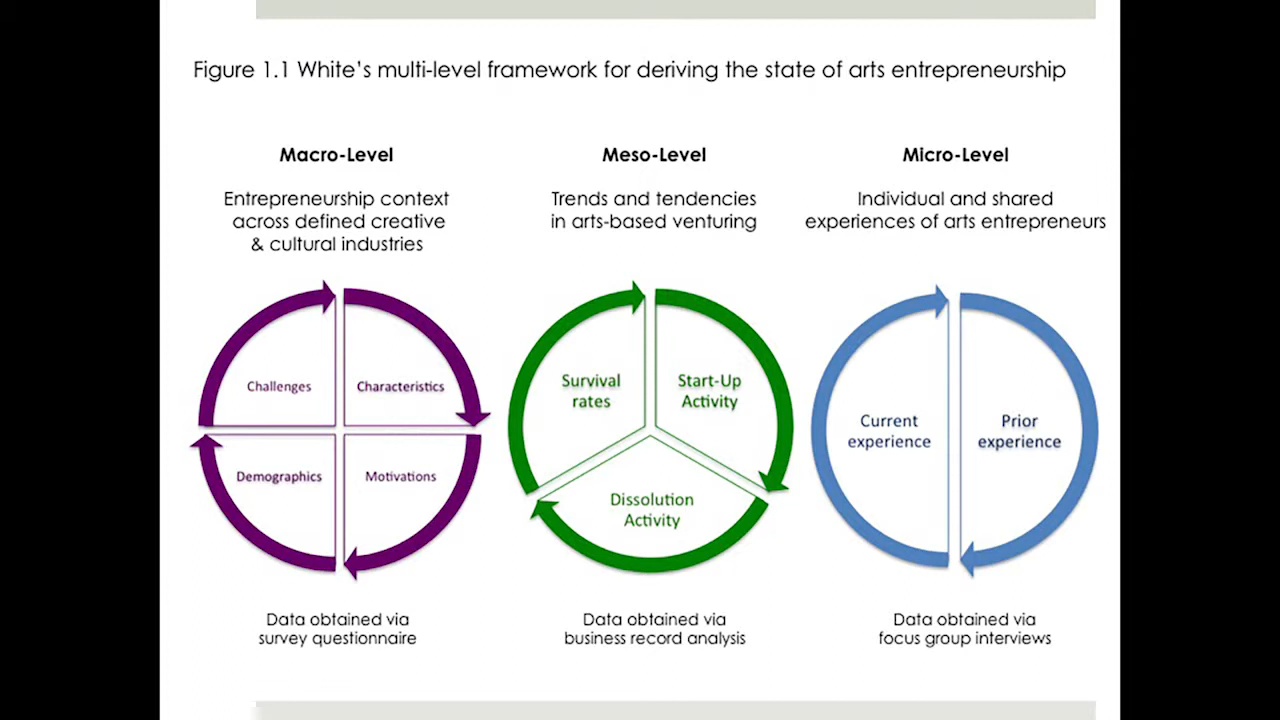 Figure 1.1 White's multi-level framework for deriving the state of arts entrepreneurship
Macro-Level
Entrepreneurship context
across defined creative
& cultural industries
Challenges
Characteristics
Demographics
Motivations
Data obtained via
survey questionnaire
Meso-Level
Trends and tendencies
in arts-based venturing
Survival
rates
Start-Up
Activity
Dissolution
Activity
Data obtained via
business record analysis
Micro-Level
Individual and shared
experiences of arts entrepreneurs
Current
experience
Prior
experience
Data obtained via
focus group interviews